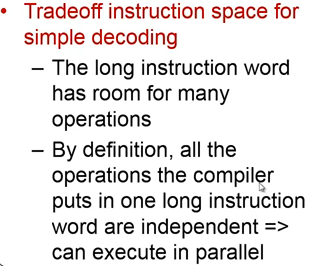 • Tradeoff instruction space for
simple decoding
– The long instruction word
has room for many
operations
– By definition, all the
operations the compiler
puts in one long instruction
word are independent =>
can execute in parallel